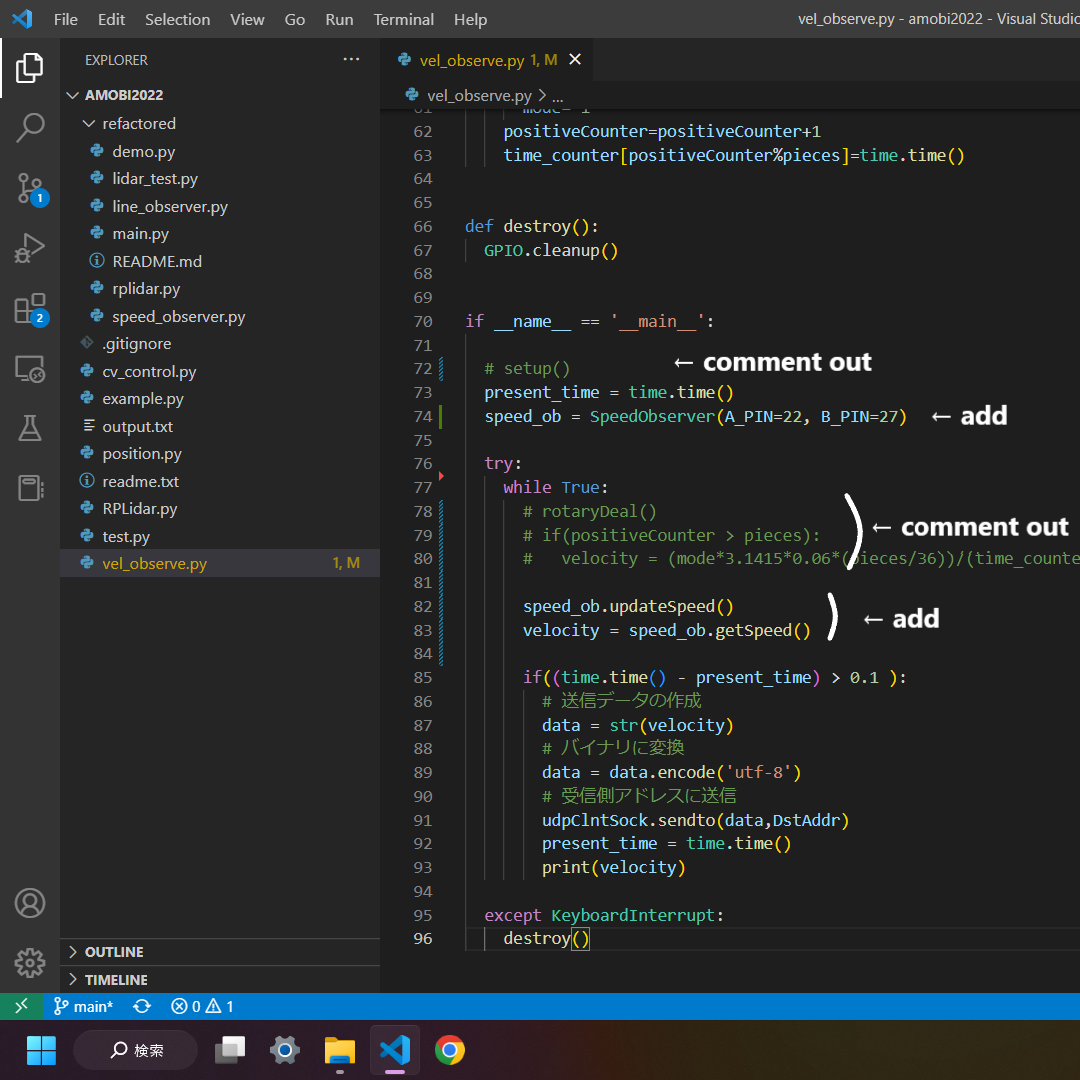 File Edit Selection View Go Run Terminal Help
vel_observe.py - amobi2022 - Visual Studio
EXPLORER
AMOBI2022
refactored
demo.py
lidar_test.py
line_observer.py
main.py
README.md
rplidar.py
speed_observer.py
.gitignore
cv_control.py
example.py
output.txt
position.py
readme.txt
RPLidar.py
test.py
vel_observe.py 1, M
OUTLINE
TIMELINE
1
2
vel_observe.py 1, M
vel_observe.py > ...
62 positiveCounter=positiveCounter+1
63 time_counter[positiveCounter%pieces]=time.time()
64
65
66 def destroy():
67 GPIO.cleanup()
68
69
70 if __name__ == '__main__':
71
← comment out
72 # setup()
73 present_time = time.time()
74 speed_ob = SpeedObserver(A_PIN=22, B_PIN=27) ← add
75
76 try:
77 while True:
78 # rotaryDeal()
79 # if(positiveCounter > pieces): ← comment out
80 # velocity = (mode*3.1415*0.06*(pieces/36))/(time_counte
81
82 speed_ob.updateSpeed()
83 velocity = speed_ob.getSpeed() ← add
84
85 if((time.time() - present_time) > 0.1 ):
86 # 送信データの作成
87 data = str(velocity)
88 # バイナリに変換
89 data = data.encode('utf-8')
90 # 受信側アドレスに送信
91 udpClntSock.sendto(data,DstAddr)
92 present_time = time.time()
93 print(velocity)
94
95 except KeyboardInterrupt:
96 destroy()
main* 0 1
検索